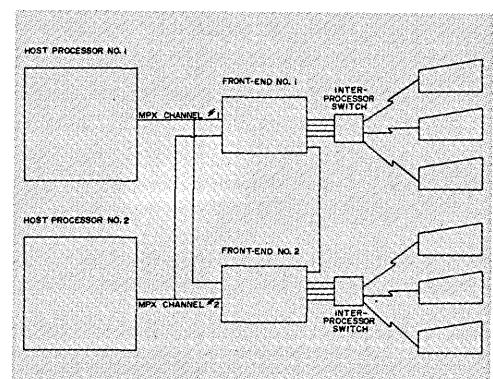 HOST PROCESSOR NO. 1
FRONT-END NO. 1
INTER-
PROCESSOR
SWITCH
MPX CHANNEL #1
HOST PROCESSOR NO. 2
FRONT-END NO. 2
MPX CHANNEL #2
INTER-
PROCESSOR
SWITCH